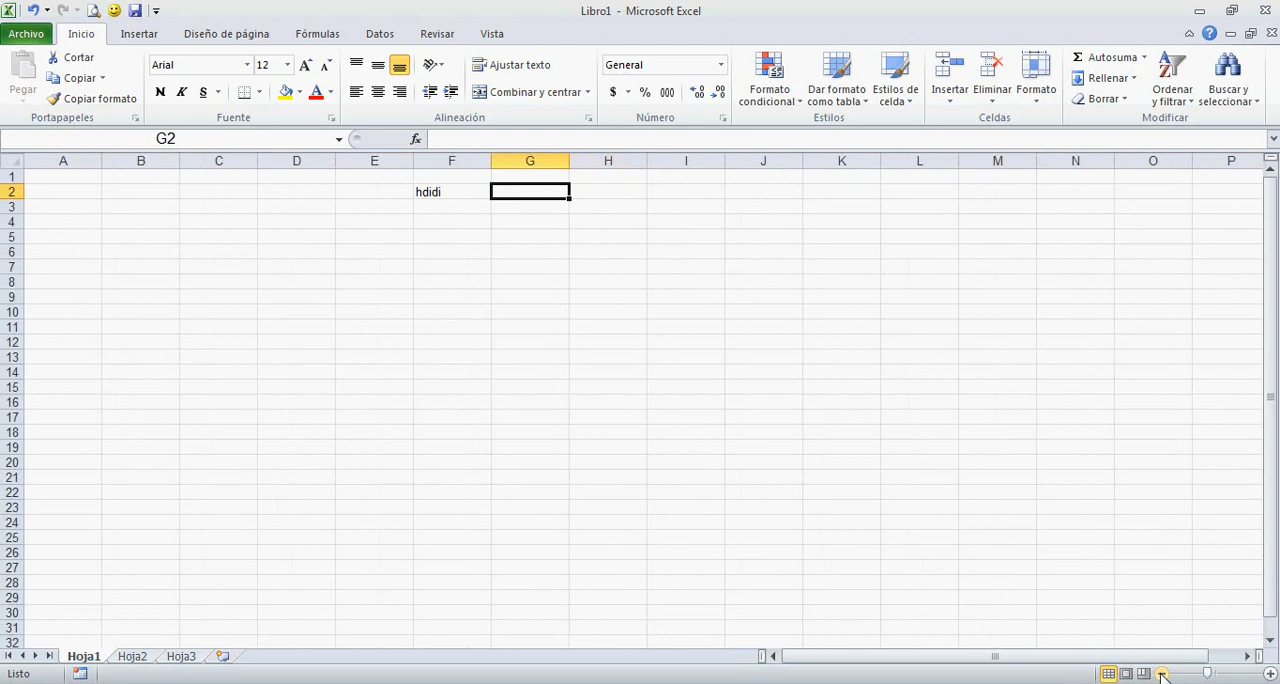 Libro1 - Microsoft Excel
Archivo Inicio Insertar Diseño de página Fórmulas Datos Revisar Vista
Pegar
Cortar
Copiar
Copiar formato
Portapapeles
Arial 12
N K S A
Fuente
Ajustar texto
Combinar y centrar
Alineación
General
$ % 000
Número
Formato condicional
Dar formato como tabla
Estilos de celda
Estilos
Insertar Eliminar Formato
Celdas
Σ Autosuma
Rellenar
Borrar
Ordenar y filtrar
Buscar y seleccionar
Modificar
G2 fx
A B C D E F G H I J K L M N O P
1
2 hdidi
3
4
5
6
7
8
9
10
11
12
13
14
15
16
17
18
19
20
21
22
23
24
25
26
27
28
29
30
31
32
Hoja1 Hoja2 Hoja3
Listo